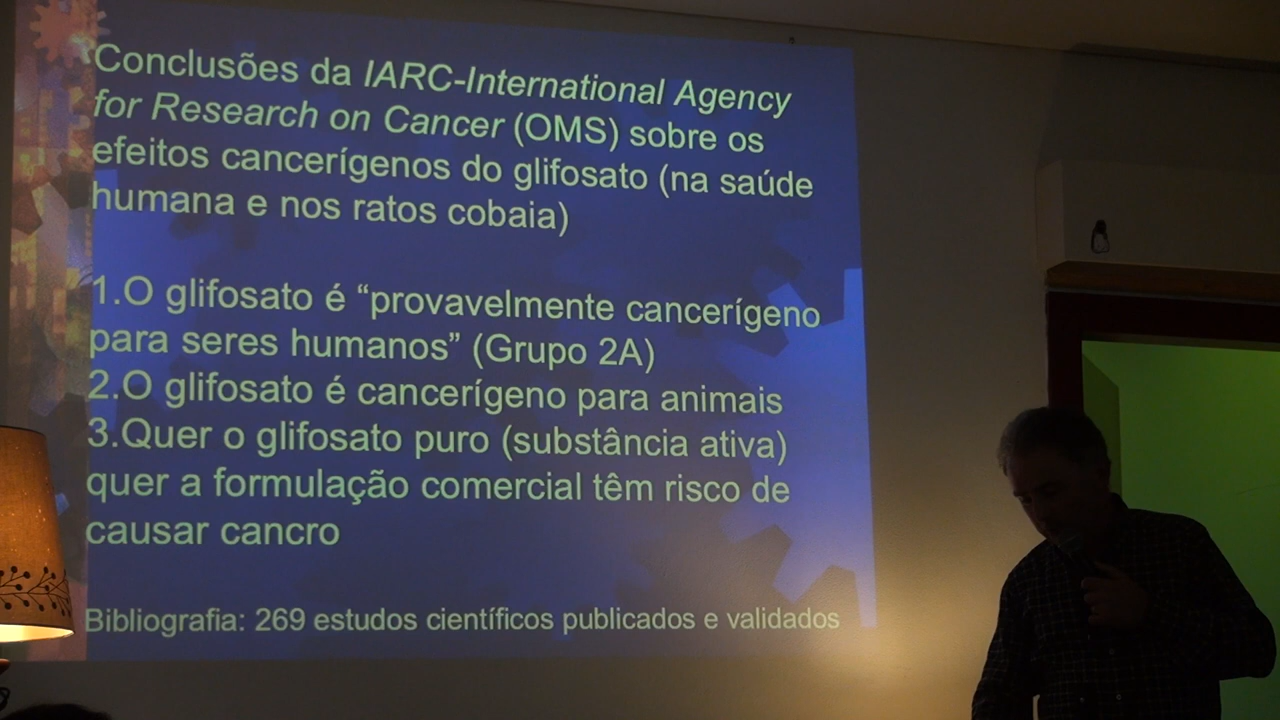 Conclusões da IARC-International Agency
for Research on Cancer (OMS) sobre os
efeitos cancerígenos do glifosato (na saúde
humana e nos ratos cobaia)
1.O glifosato é “provavelmente cancerígeno
para seres humanos” (Grupo 2A)
2.O glifosato é cancerígeno para animais
3.Quer o glifosato puro (substância ativa)
quer a formulação comercial têm risco de
causar cancro
Bibliografia: 269 estudos científicos publicados e validados